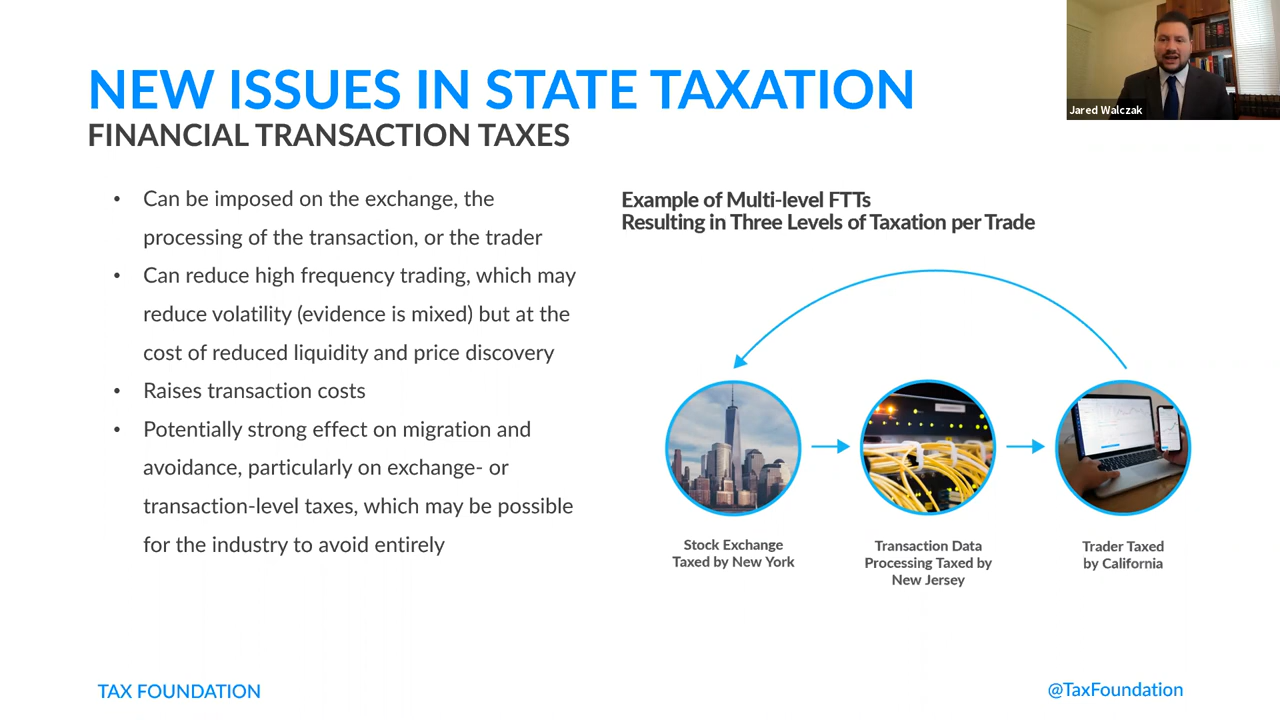 NEW ISSUES IN STATE TAXATION
FINANCIAL TRANSACTION TAXES
Jared Walczak
• Can be imposed on the exchange, the
processing of the transaction, or the trader
• Can reduce high frequency trading, which may
reduce volatility (evidence is mixed) but at the
cost of reduced liquidity and price discovery
• Raises transaction costs
• Potentially strong effect on migration and
avoidance, particularly on exchange- or
transaction-level taxes, which may be possible
for the industry to avoid entirely
Example of Multi-level FTTs
Resulting in Three Levels of Taxation per Trade
Stock Exchange
Taxed by New York
Transaction Data
Processing Taxed by
New Jersey
Trader Taxed
by California
TAX FOUNDATION
@TaxFoundation